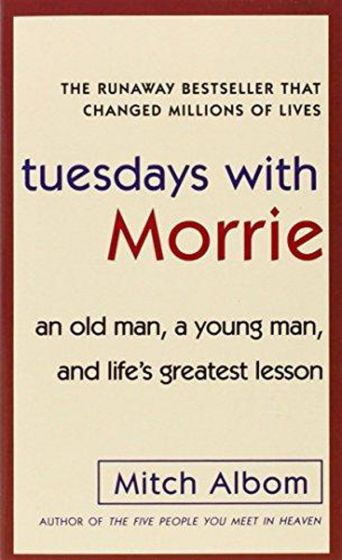 THE RUNAWAY BESTSELLER THAT
CHANGED MILLIONS OF LIVES
tuesdays with
Morrie
an old man, a young man,
and life's greatest lesson
Mitch Albom
AUTHOR OF THE FIVE PEOPLE YOU MEET IN HEAVEN